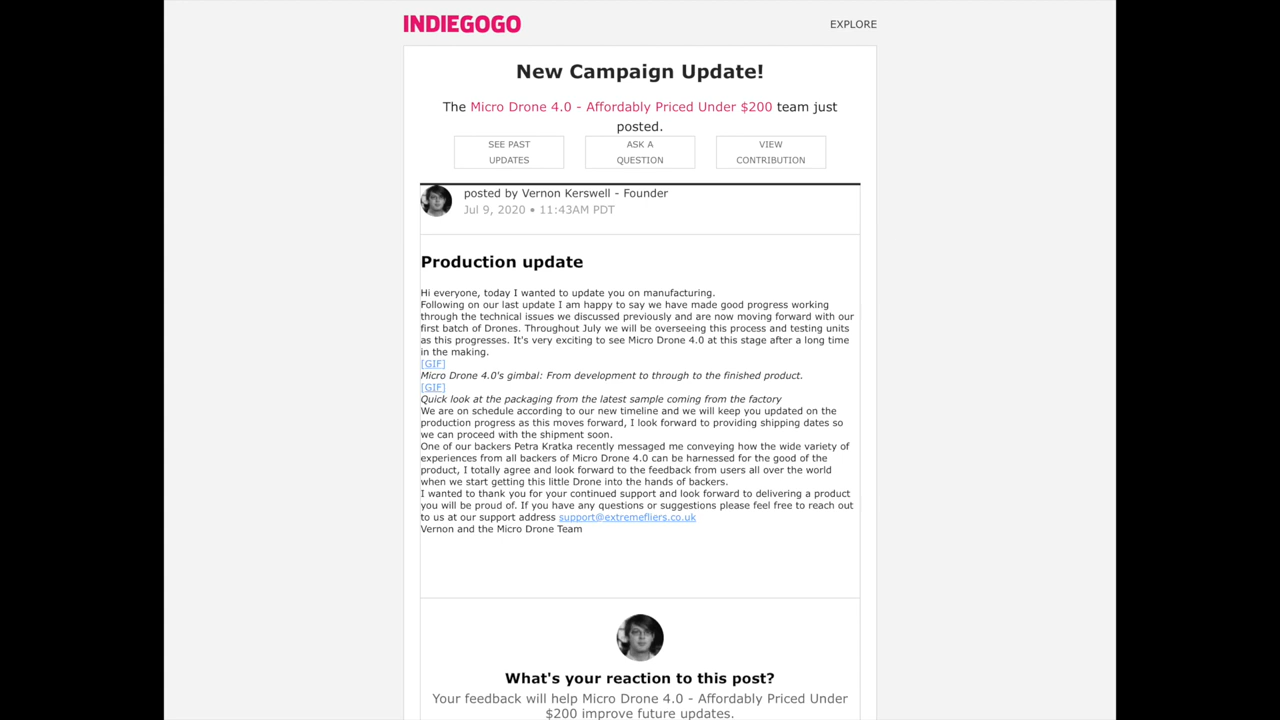 INDIEGOGO
EXPLORE
New Campaign Update!
The Micro Drone 4.0 - Affordably Priced Under $200 team just
posted.
SEE PAST
UPDATES
ASK A
QUESTION
VIEW
CONTRIBUTION
posted by Vernon Kerswell - Founder
Jul 9, 2020 • 11:43AM PDT
Production update
Hi everyone, today I wanted to update you on manufacturing.
Following on our last update I am happy to say we have made good progress working
through the technical issues we discussed previously and are now moving forward with our
first batch of Drones. Throughout July we will be overseeing this process and testing units
as this progresses. It's very exciting to see Micro Drone 4.0 at this stage after a long time
in the making.
[GIF]
Micro Drone 4.0's gimbal: From development to through to the finished product.
[GIF]
Quick look at the packaging from the latest sample coming from the factory
We are on schedule according to our new timeline and we will keep you updated on the
production progress as this moves forward, I look forward to providing shipping dates so
we can proceed with the shipment soon.
One of our backers Petra Kratka recently messaged me conveying how the wide variety of
experiences from all backers of Micro Drone 4.0 can be harnessed for the good of the
product, I totally agree and look forward to the feedback from users all over the world
when we start getting this little Drone into the hands of backers.
I wanted to thank you for your continued support and look forward to delivering a product
you will be proud of. If you have any questions or suggestions please feel free to reach out
to us at our support address support@extremefliers.co.uk
Vernon and the Micro Drone Team
What's your reaction to this post?
Your feedback will help Micro Drone 4.0 - Affordably Priced Under
$200 improve future updates.